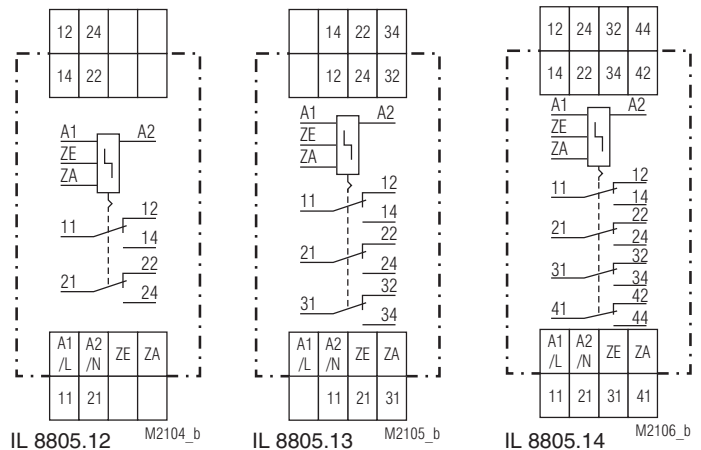 12 24
14 22
A1 A2
ZE
ZA
12
11
14
22
21
24
A1 /L A2 /N ZE ZA
11 21
IL 8805.12 M2104_b
14 22 34
12 24 32
A1 A2
ZE
ZA
12
11
14
22
21
24
32
31
34
A1 /L A2 /N ZE ZA
11 21 31
IL 8805.13 M2105_b
12 24 32 44
14 22 34 42
A1 A2
ZE
ZA
12
11
14
22
21
24
32
31
34
42
41
44
A1 /L A2 /N ZE ZA
11 21 31 41
IL 8805.14 M2106_b